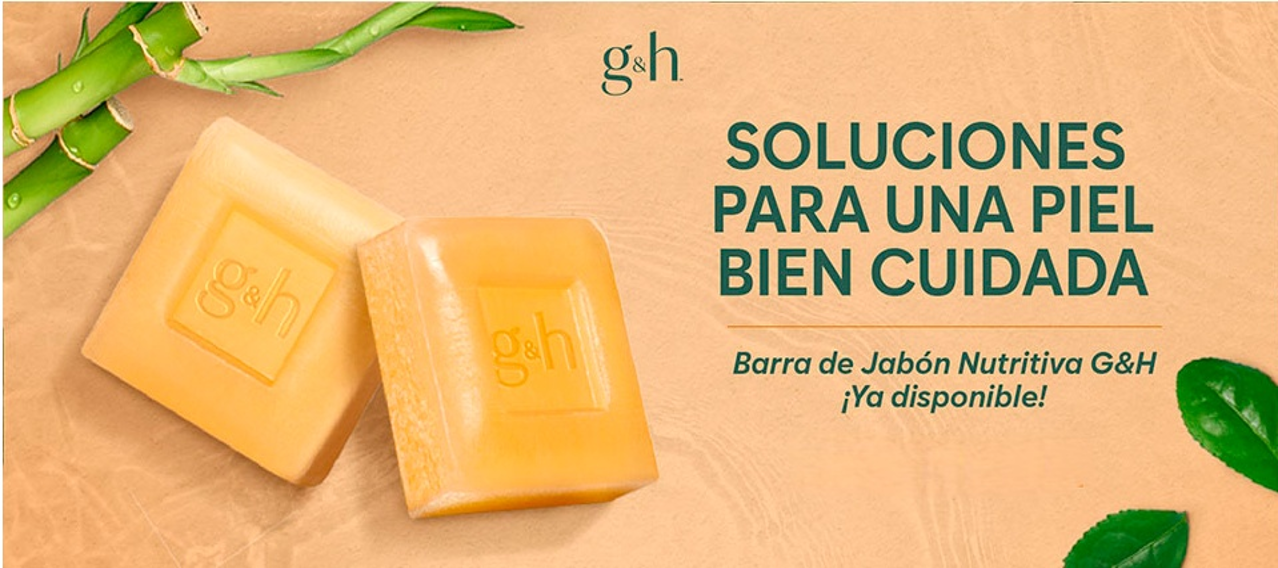 g&h.
SOLUCIONES
PARA UNA PIEL
BIEN CUIDADA
Barra de Jabón Nutritiva G&H
¡Ya disponible!
g&h
g&h